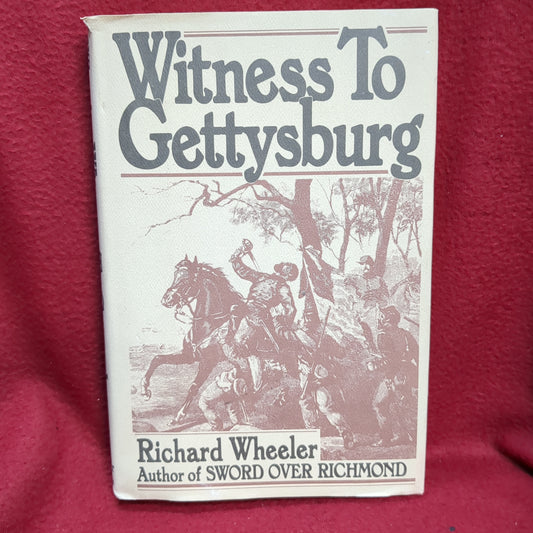 Witness To
Gettysburg
Richard Wheeler
Author of SWORD OVER RICHMOND